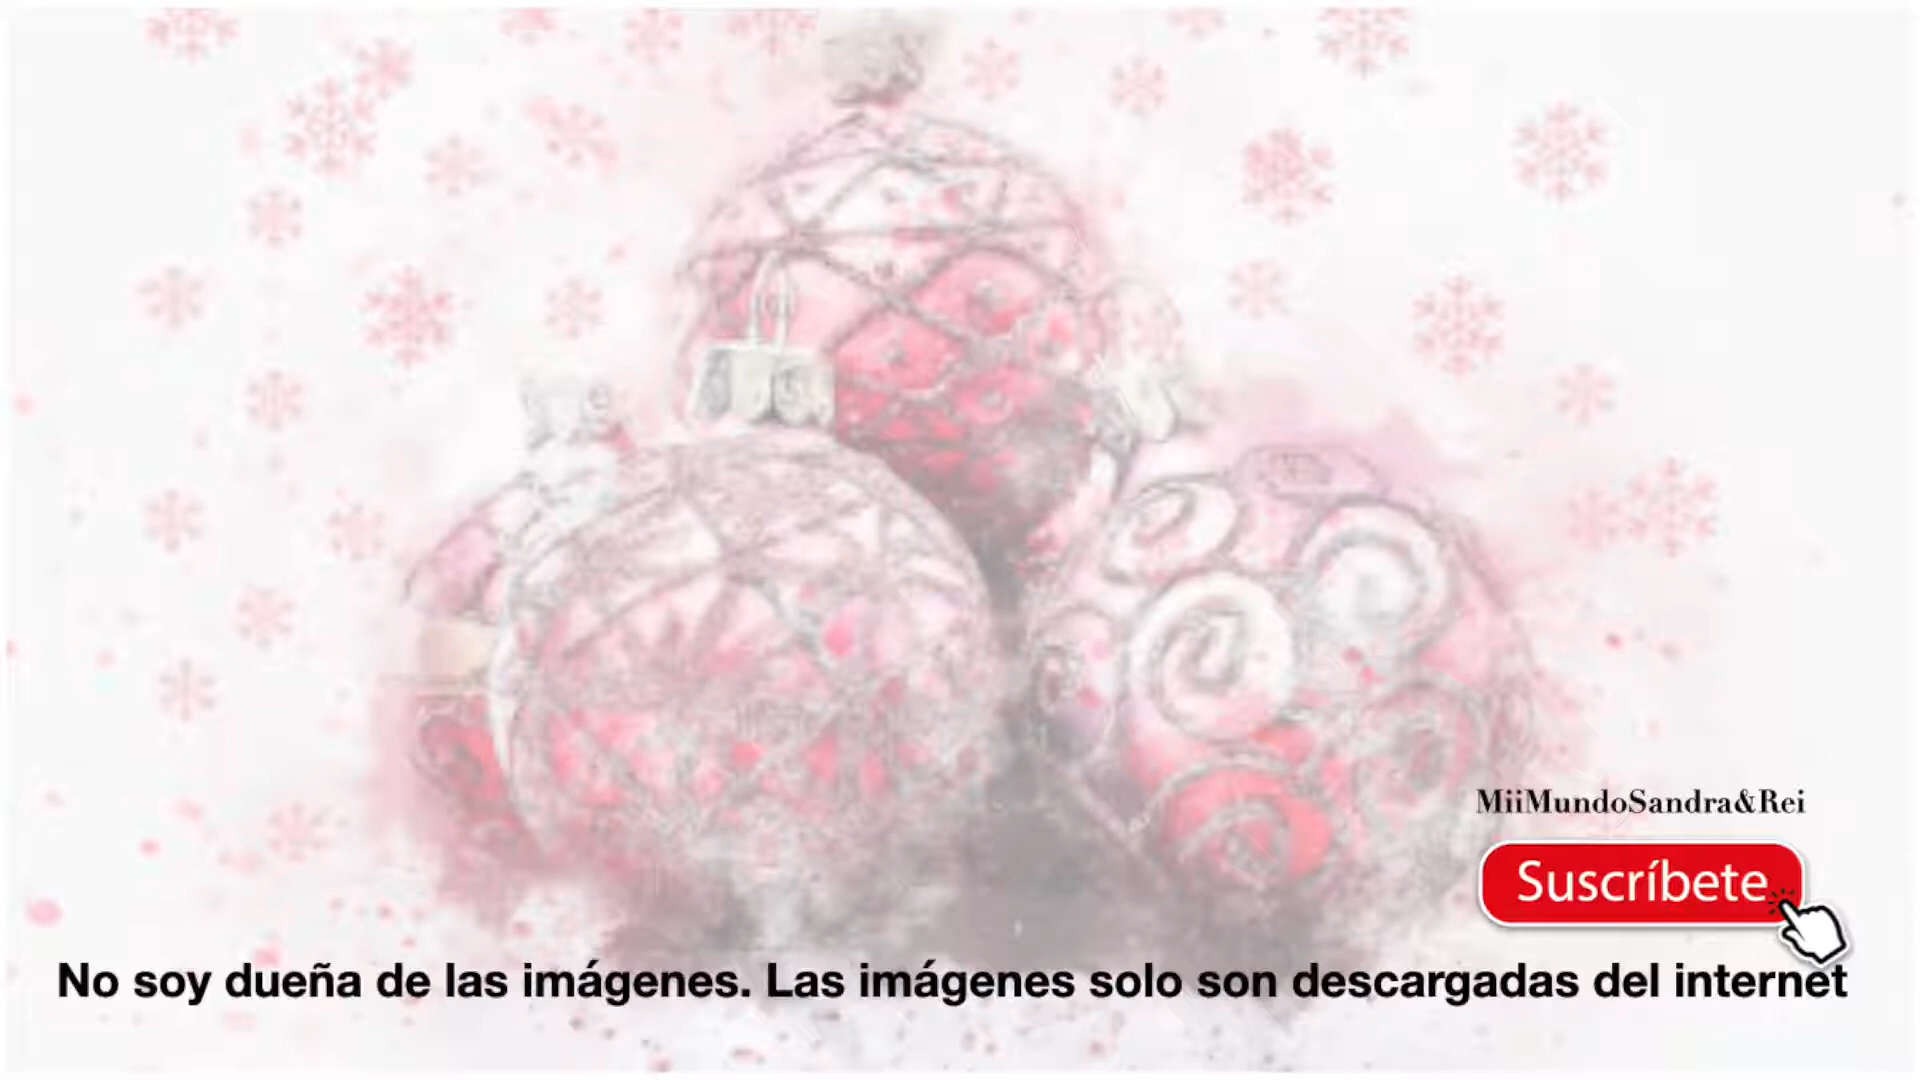 MiiMundoSandra&Rei
Suscríbete
No soy dueña de las imágenes. Las imágenes solo son descargadas del internet